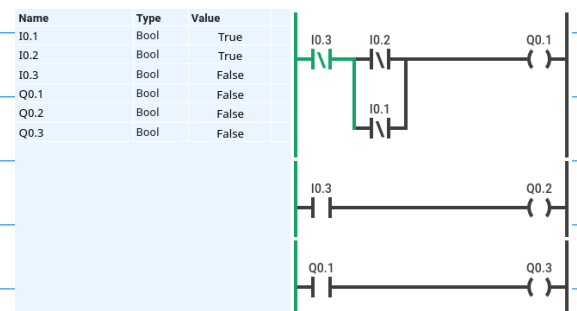 Name Type Value
I0.1 Bool True
I0.2 Bool True
I0.3 Bool False
Q0.1 Bool False
Q0.2 Bool False
Q0.3 Bool False
I0.3 I0.2 Q0.1
I0.1
I0.3 Q0.2
Q0.1 Q0.3